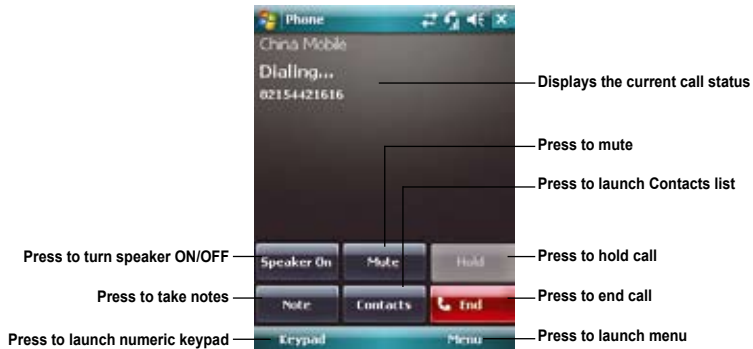 Phone
China Mobile
Dialing...
02154421616
Displays the current call status
Press to mute
Press to launch Contacts list
Press to turn speaker ON/OFF
Speaker On Mute Hold
Press to hold call
Press to take notes
Note Contacts End
Press to end call
Press to launch numeric keypad
Keypad Menu
Press to launch menu